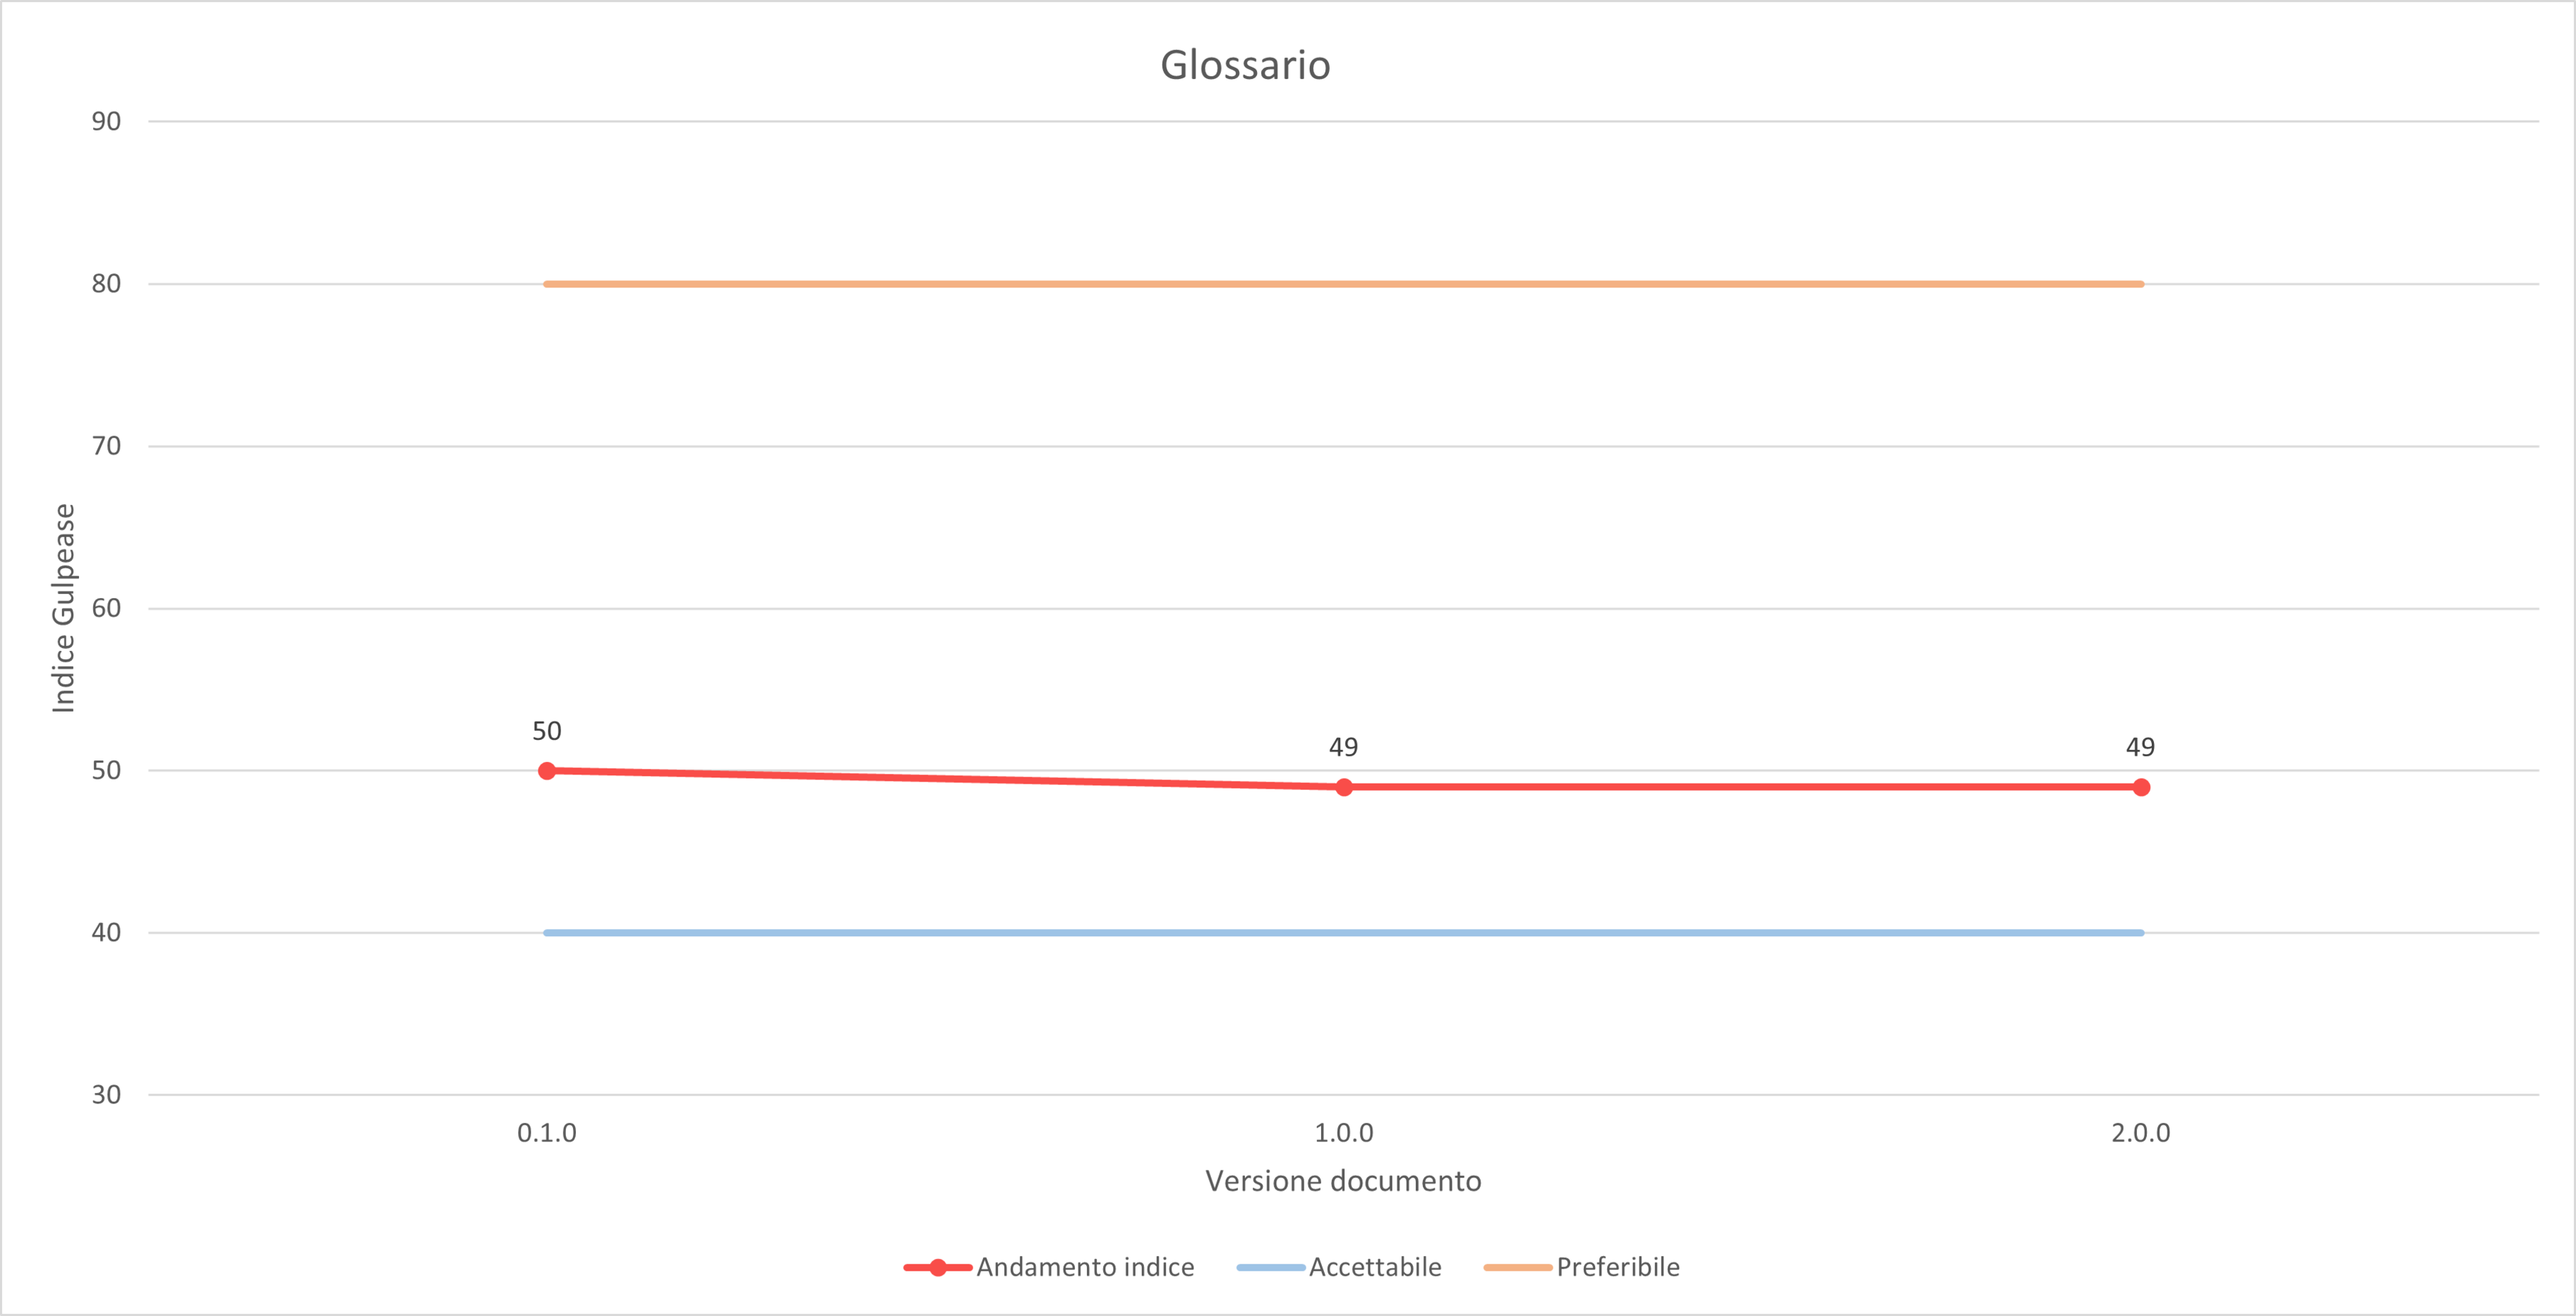 Glossario
90
80
70
60
50
40
30
Indice Gulpease
50
49
49
0.1.0
1.0.0
2.0.0
Versione documento
Andamento indice
Accettabile
Preferibile